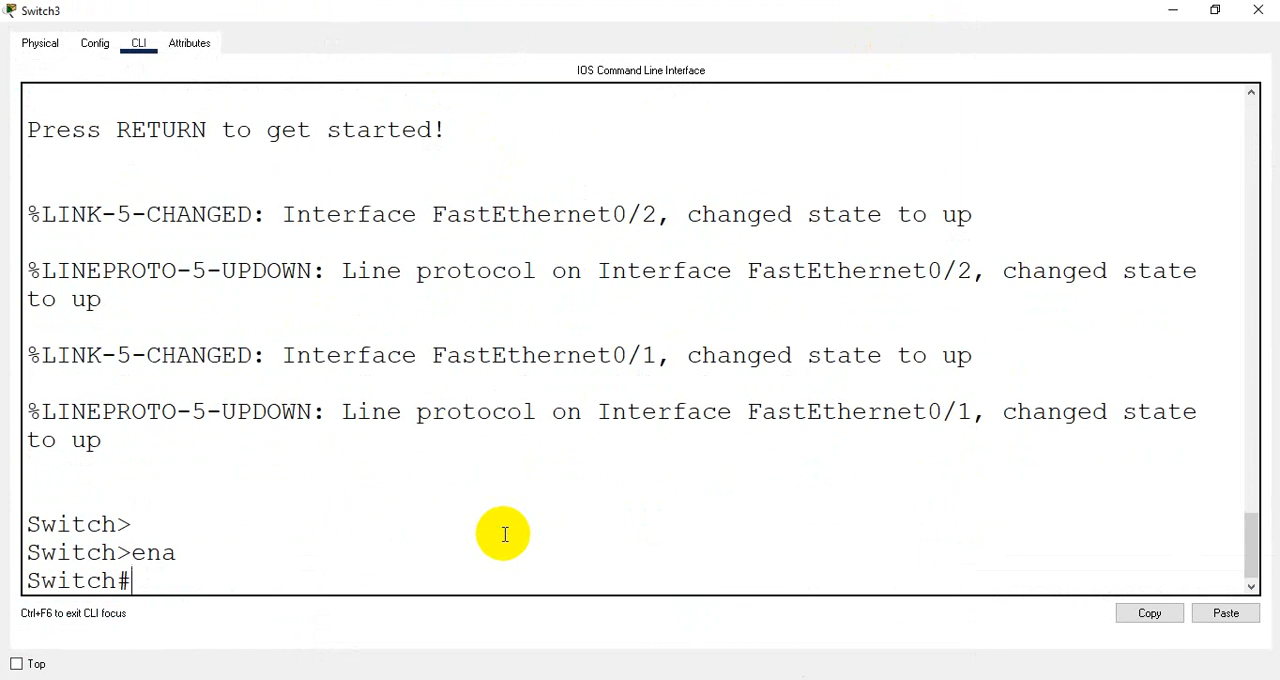 Switch3
Physical Config CLI Attributes
IOS Command Line Interface
Press RETURN to get started!
%LINK-5-CHANGED: Interface FastEthernet0/2, changed state to up
%LINEPROTO-5-UPDOWN: Line protocol on Interface FastEthernet0/2, changed state
to up
%LINK-5-CHANGED: Interface FastEthernet0/1, changed state to up
%LINEPROTO-5-UPDOWN: Line protocol on Interface FastEthernet0/1, changed state
to up
Switch>
Switch>ena
Switch#
Ctrl+F6 to exit CLI focus
Copy Paste
Top